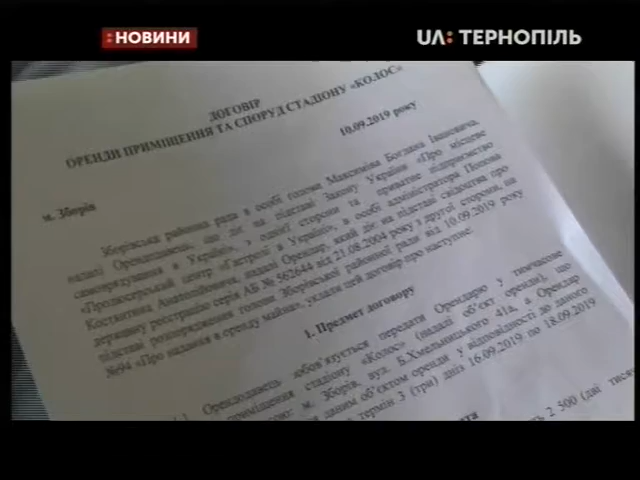 :НОВИНИ
UA: ТЕРНОПІЛЬ
ДОГОВІР
ОРЕНДИ ПРИМІЩЕННЯ ТА СПОРУД СТАДІОНУ «КОЛОС»
10.09.2019 року
м. Зборів
Зборівська районна рада в особі голови Максиміва Богдана Івановича,
надалі Орендодавець, що діє на підставі Закону України «Про місцеве
самоврядування в Україні», з однієї сторони та приватне підприємство
«Продюсерський центр «Гастролі в Україні», в особі адміністратора Попова
Костянтина Анатолійовича, надалі Орендар, який діє на підставі свідоцтва про
державну реєстрацію серія АБ № 562644 від 21.08.2004 року з другої сторони, на
підставі розпорядження голови Зборівської районної ради від 10.09.2019 року
№94 «Про надання в оренду майна», уклали цей договір про наступне:
1. Предмет договору
Орендодавець зобов'язується передати Орендарю у тимчасове
приміщення стадіону «Колос» (надалі об'єкт оренди), що
м. Зборів, вул. Б.Хмельницького 41а, а Орендар
даним об'єктом оренди у відповідності до даного
термін 3 (три) дніз 16.09.2019 по 18.09.2019
2 500 (дві